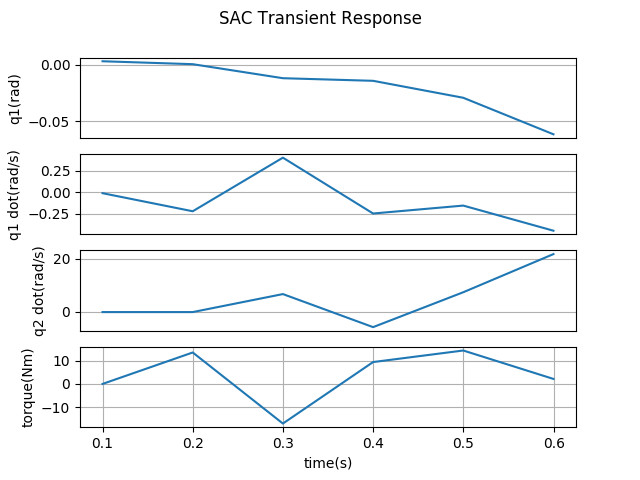 SAC Transient Response
q1(rad)
0.00
−0.05
q1 dot(rad/s)
0.25
0.00
−0.25
q2 dot(rad/s)
20
0
torque(Nm)
10
0
−10
0.1 0.2 0.3 0.4 0.5 0.6
time(s)